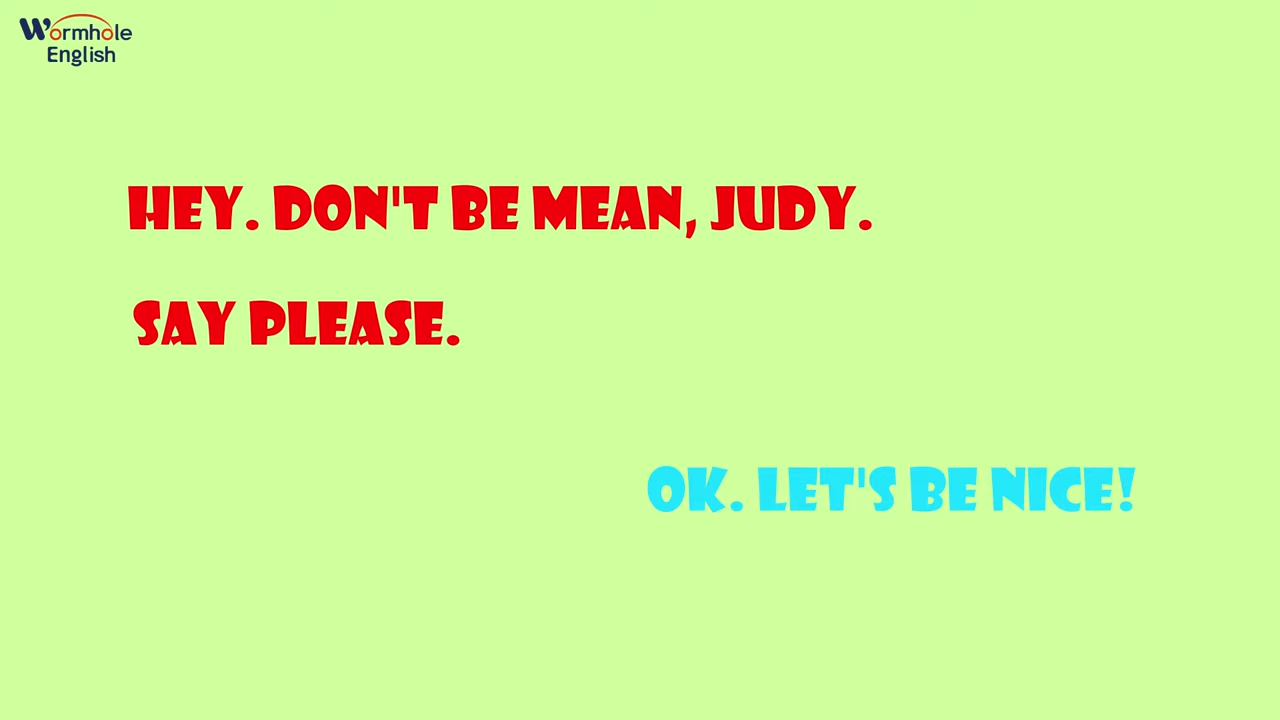 Wormhole
English
HEY. DON'T BE MEAN, JUDY.
SAY PLEASE.
OK. LET'S BE NICE!